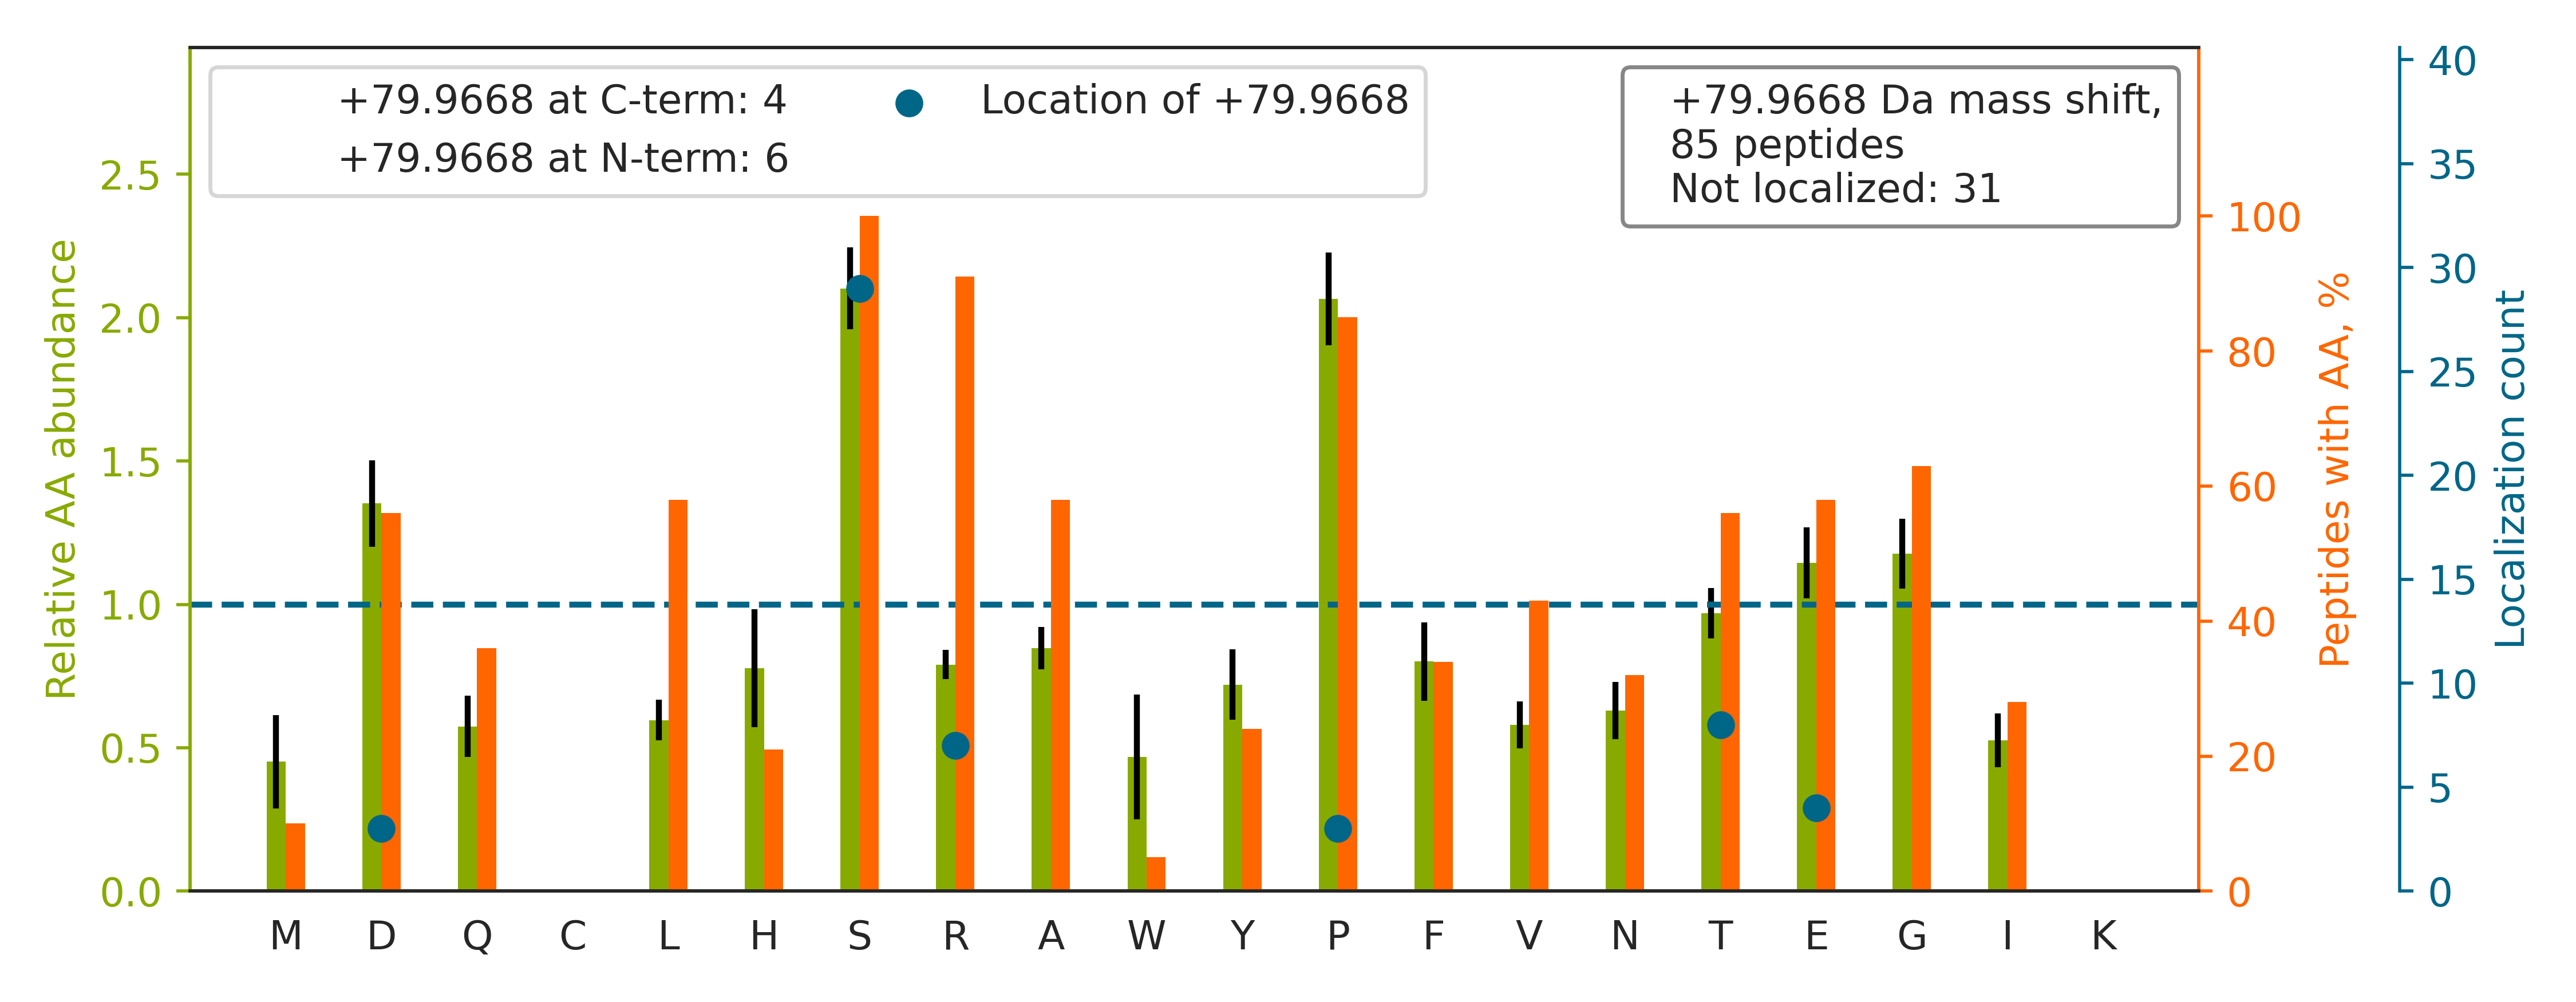 +79.9668 at C-term: 4
+79.9668 at N-term: 6
Location of +79.9668
+79.9668 Da mass shift,
85 peptides
Not localized: 31
Relative AA abundance
2.5
2.0
1.5
1.0
0.5
0.0
100
80
60
40
20
0
Peptides with AA, %
40
35
30
25
20
15
10
5
0
Localization count
M D Q C L H S R A W Y P F V N T E G I K